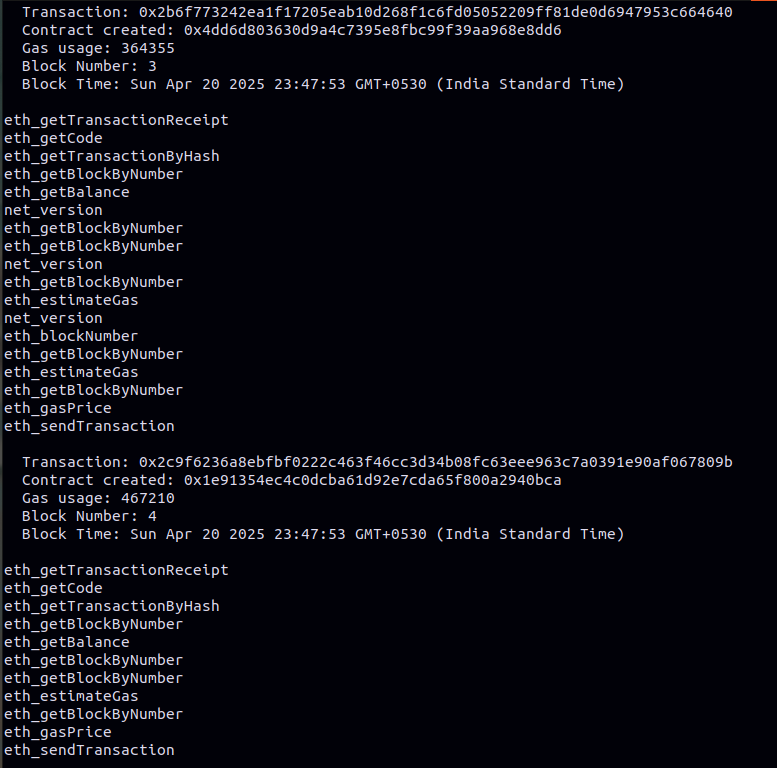 Transaction: 0x2b6f773242ea1f17205eab10d268f1c6fd05052209ff81de0d6947953c664640
Contract created: 0x4dd6d803630d9a4c7395e8fbc99f39aa968e8dd6
Gas usage: 364355
Block Number: 3
Block Time: Sun Apr 20 2025 23:47:53 GMT+0530 (India Standard Time)
eth_getTransactionReceipt
eth_getCode
eth_getTransactionByHash
eth_getBlockByNumber
eth_getBalance
net_version
eth_getBlockByNumber
eth_getBlockByNumber
net_version
eth_getBlockByNumber
eth_estimateGas
net_version
eth_blockNumber
eth_getBlockByNumber
eth_estimateGas
eth_getBlockByNumber
eth_gasPrice
eth_sendTransaction
Transaction: 0x2c9f6236a8ebfbf0222c463f46cc3d34b08fc63eee963c7a0391e90af067809b
Contract created: 0x1e91354ec4c0dcba61d92e7cda65f800a2940bca
Gas usage: 467210
Block Number: 4
Block Time: Sun Apr 20 2025 23:47:53 GMT+0530 (India Standard Time)
eth_getTransactionReceipt
eth_getCode
eth_getTransactionByHash
eth_getBlockByNumber
eth_getBalance
eth_getBlockByNumber
eth_getBlockByNumber
eth_estimateGas
eth_getBlockByNumber
eth_gasPrice
eth_sendTransaction